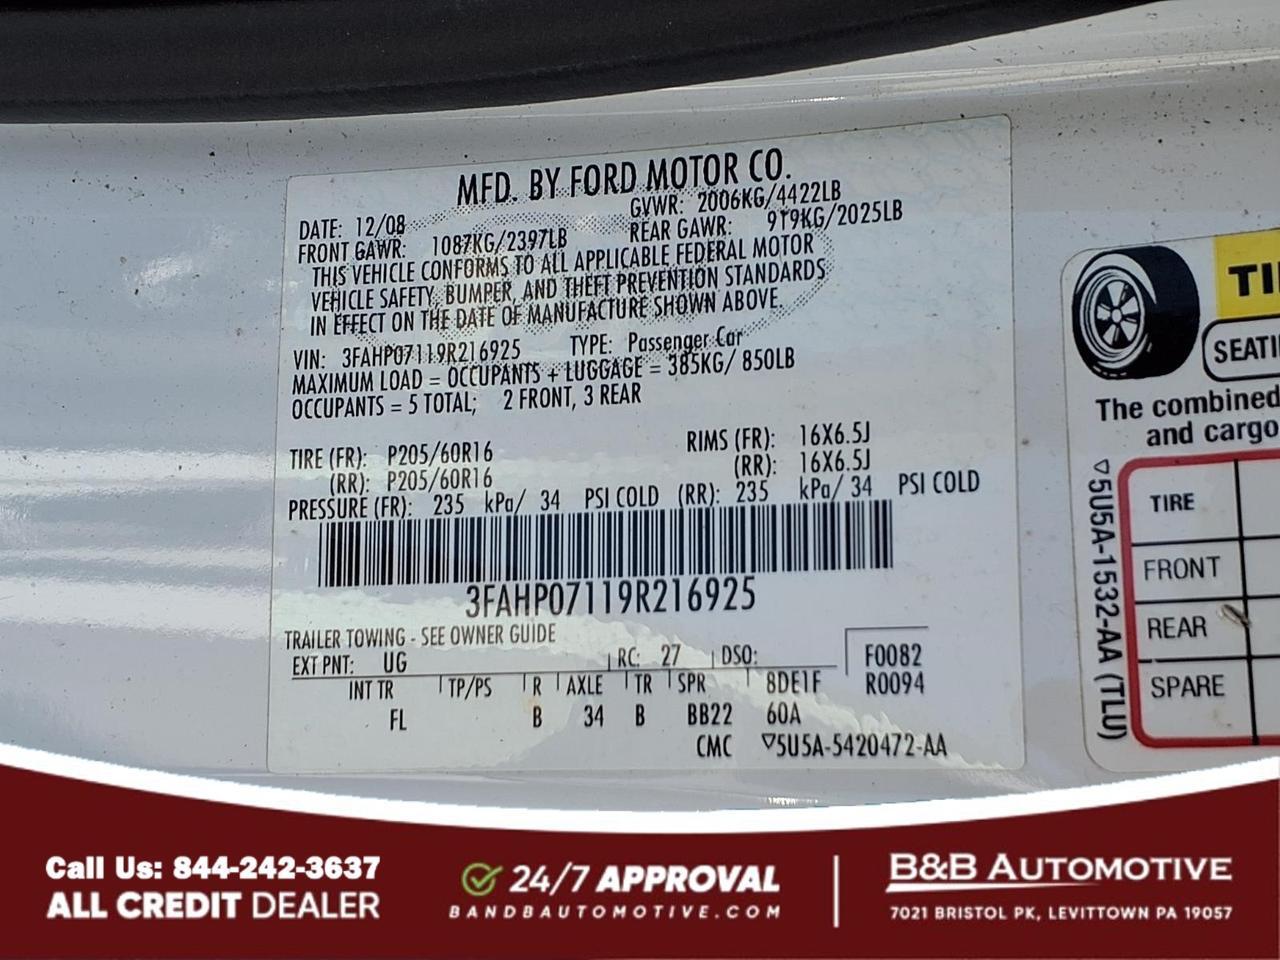 MFD. BY FORD MOTOR CO.
DATE: 12/08 GVWR: 2006KG/4422LB
FRONT GAWR: 1087KG/2397LB REAR GAWR: 919KG/2025LB
THIS VEHICLE CONFORMS TO ALL APPLICABLE FEDERAL MOTOR
VEHICLE SAFETY, BUMPER, AND THEFT PREVENTION STANDARDS
IN EFFECT ON THE DATE OF MANUFACTURE SHOWN ABOVE.
VIN: 3FAHP07119R216925 TYPE: Passenger Car
MAXIMUM LOAD = OCCUPANTS + LUGGAGE = 385KG/ 850LB
OCCUPANTS = 5 TOTAL; 2 FRONT, 3 REAR
TIRE (FR): P205/60R16 RIMS (FR): 16X6.5J
(RR): P205/60R16 (RR): 16X6.5J
PRESSURE (FR): 235 kPa/ 34 PSI COLD (RR): 235 kPa/ 34 PSI COLD
3FAHP07119R216925
TRAILER TOWING - SEE OWNER GUIDE
EXT PNT: UG RC: 27 DSO: F0082
INT TR TP/PS R AXLE TR SPR 8DE1F R0094
FL B 34 B BB22 60A
CMC ▽5U5A-5420472-AA
TI
SEATI
The combined
and cargo
TIRE
FRONT
REAR
SPARE
▽5U5A-1532-AA (TLU)
Call Us: 844-242-3637
ALL CREDIT DEALER
24/7 APPROVAL
BANDBAUTOMOTIVE.COM
B&B AUTOMOTIVE
7021 BRISTOL PK, LEVITTOWN PA 19057